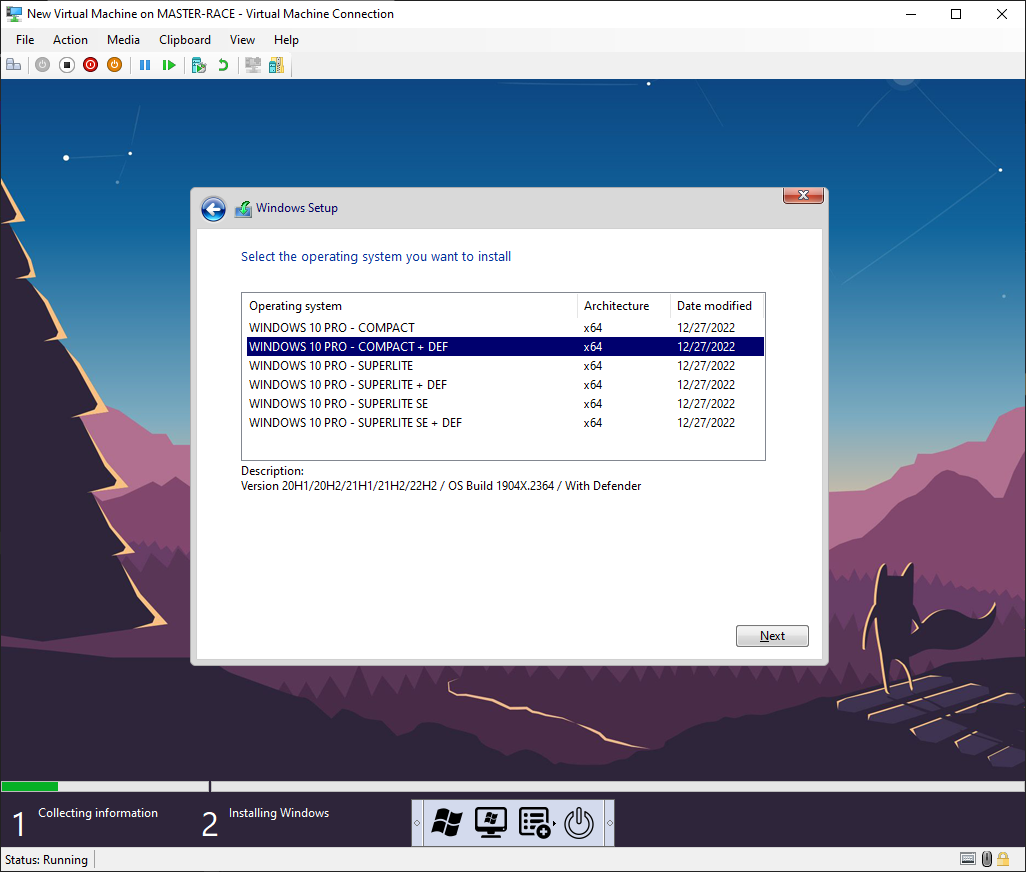 New Virtual Machine on MASTER-RACE - Virtual Machine Connection
File Action Media Clipboard View Help
Windows Setup
Select the operating system you want to install
Operating system Architecture Date modified
WINDOWS 10 PRO - COMPACT x64 12/27/2022
WINDOWS 10 PRO - COMPACT + DEF x64 12/27/2022
WINDOWS 10 PRO - SUPERLITE x64 12/27/2022
WINDOWS 10 PRO - SUPERLITE + DEF x64 12/27/2022
WINDOWS 10 PRO - SUPERLITE SE x64 12/27/2022
WINDOWS 10 PRO - SUPERLITE SE + DEF x64 12/27/2022
Description:
Version 20H1/20H2/21H1/21H2/22H2 / OS Build 1904X.2364 / With Defender
Next
1 Collecting information 2 Installing Windows
Status: Running